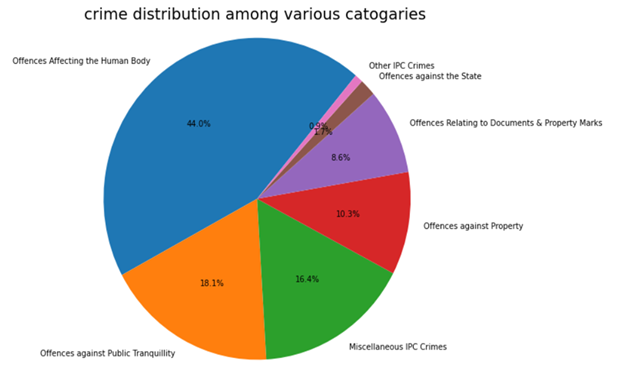 crime distribution among various catogaries
Other IPC Crimes
Offences Affecting the Human Body
Offences against the State
Offences Relating to Documents & Property Marks
44.0%
0.9%
1.7%
8.6%
10.3%
Offences against Property
16.4%
18.1%
Miscellaneous IPC Crimes
Offences against Public Tranquillity